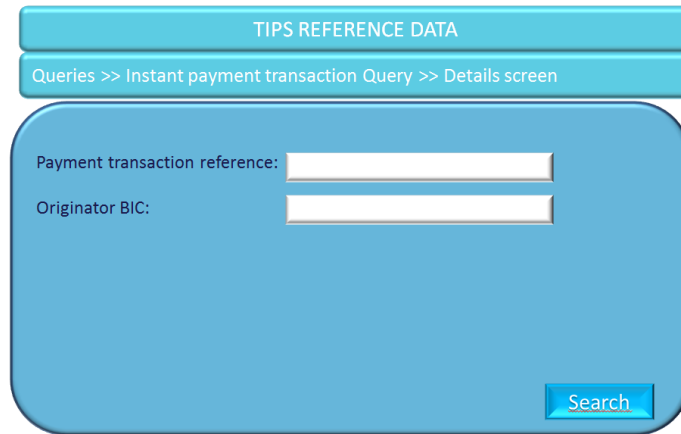 TIPS REFERENCE DATA
Queries >> Instant payment transaction Query >> Details screen
Payment transaction reference:
Originator BIC:
Search